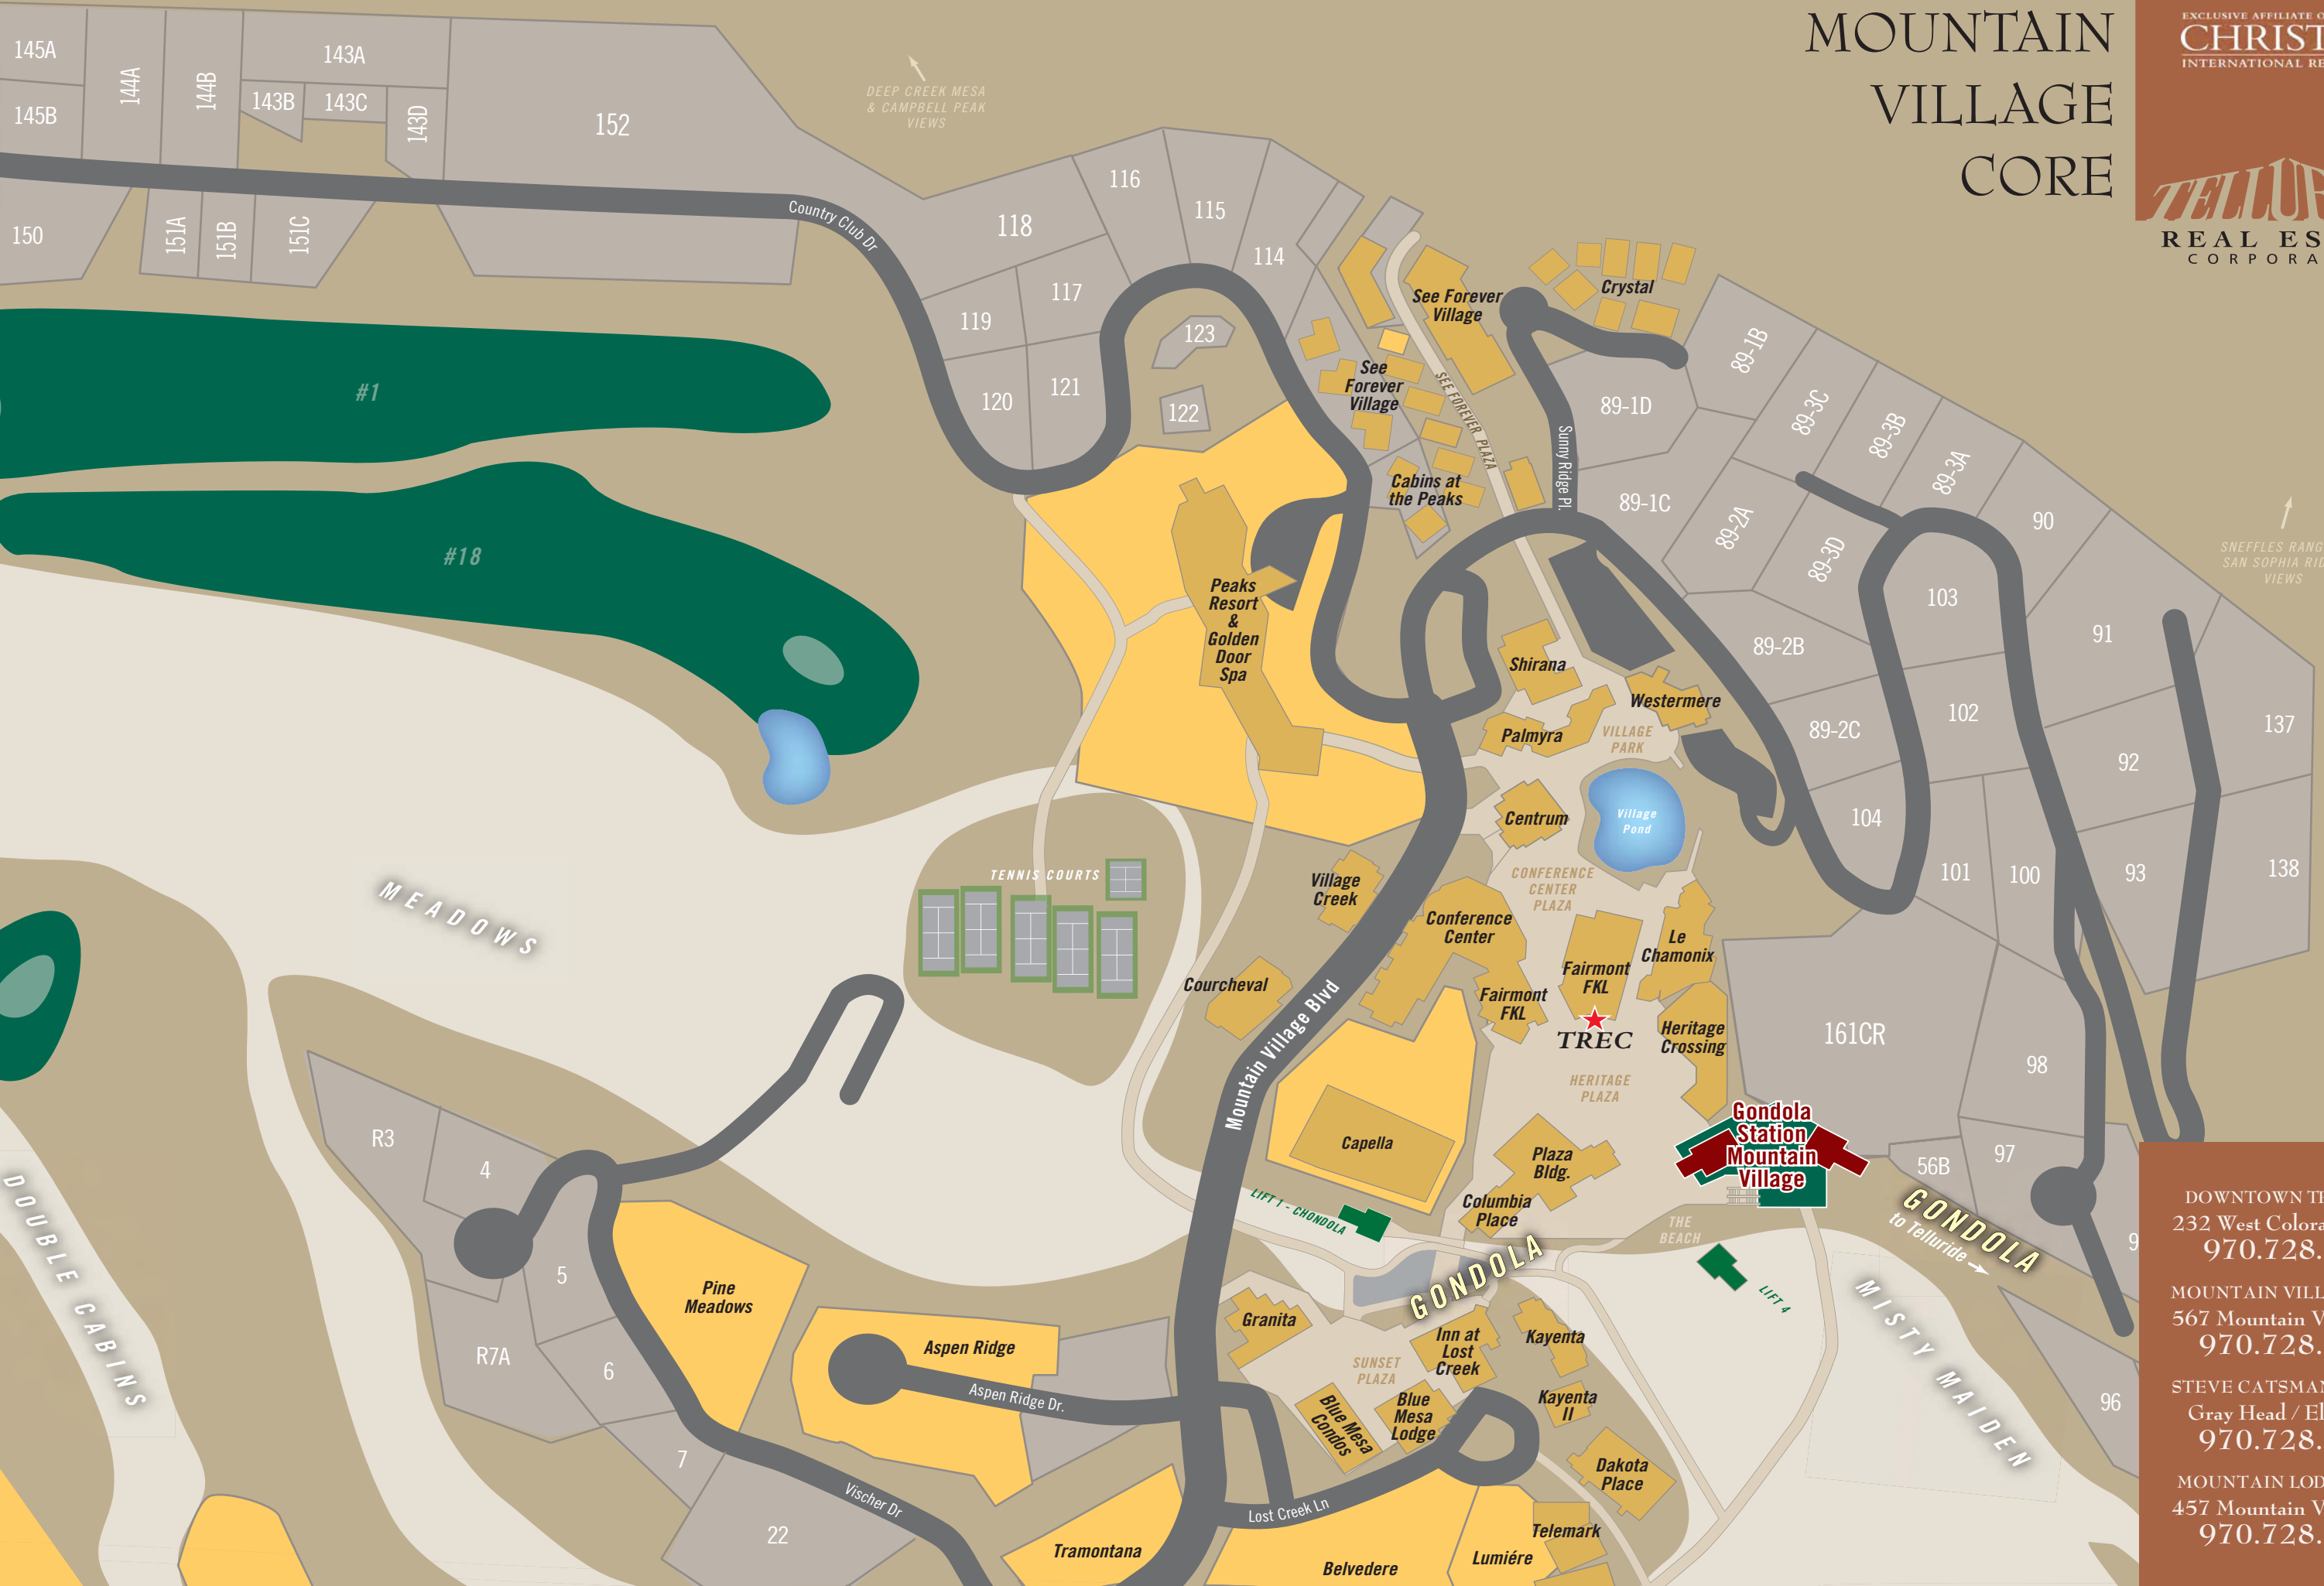 MOUNTAIN
VILLAGE
CORE
EXCLUSIVE AFFILIATE
INTERNATIONAL
REAL
DEEP CREEK MESA
& CAMPBELL PEAK
VIEWS
145A
144A
144B
143A
143B
143C
143D
145B
152
150
151A
151B
151C
Country Club Dr
118
116
115
114
117
119
123
120
121
122
#1
#18
See Forever
Village
Crystal
See
Forever
Village
SEE FOREVER PLAZA
Cabins at
the Peaks
Sunny Ridge Pl.
89-1B
89-1D
89-3C
89-3B
89-3A
89-1C
89-2A
89-3D
90
SAN SOPHIA
VIEWS
103
91
89-2B
89-2C
102
137
92
104
101
100
93
138
Peaks
Resort
&
Golden
Door
Spa
Shirana
Westermere
Palmyra
VILLAGE
PARK
Centrum
Village
Pond
CONFERENCE
CENTER
PLAZA
TENNIS COURTS
MEADOWS
Village
Creek
Conference
Center
Le
Chamonix
Fairmont
FKL
Courcheval
Fairmont
FKL
TREC
Heritage
Crossing
161CR
98
Mountain Village Blvd
HERITAGE
PLAZA
Capella
Plaza
Bldg.
Columbia
Place
Gondola
Station
Mountain
Village
56B
97
R3
4
5
LIFT 1 - CHONDOLA
THE
BEACH
GONDOLA
to Telluride
GONDOLA
LIFT 4
MISTY MAIDEN
DOUBLE CABINS
Pine
Meadows
Aspen Ridge
Aspen Ridge Dr.
R7A
6
7
Vischer Dr
22
Granita
Inn at
Lost
Creek
Kayenta
SUNSET
PLAZA
Blue Mesa
Condos
Blue
Mesa
Lodge
Kayenta
II
Dakota
Place
Lost Creek Ln
Tramontana
Telemark
Lumiére
Belvedere
96
DOWNTOWN
232 West
970.728.
MOUNTAIN
567 Mountain
970.728.
STEVE
Gray Head /
970.728.
MOUNTAIN
457 Mountain
970.728.